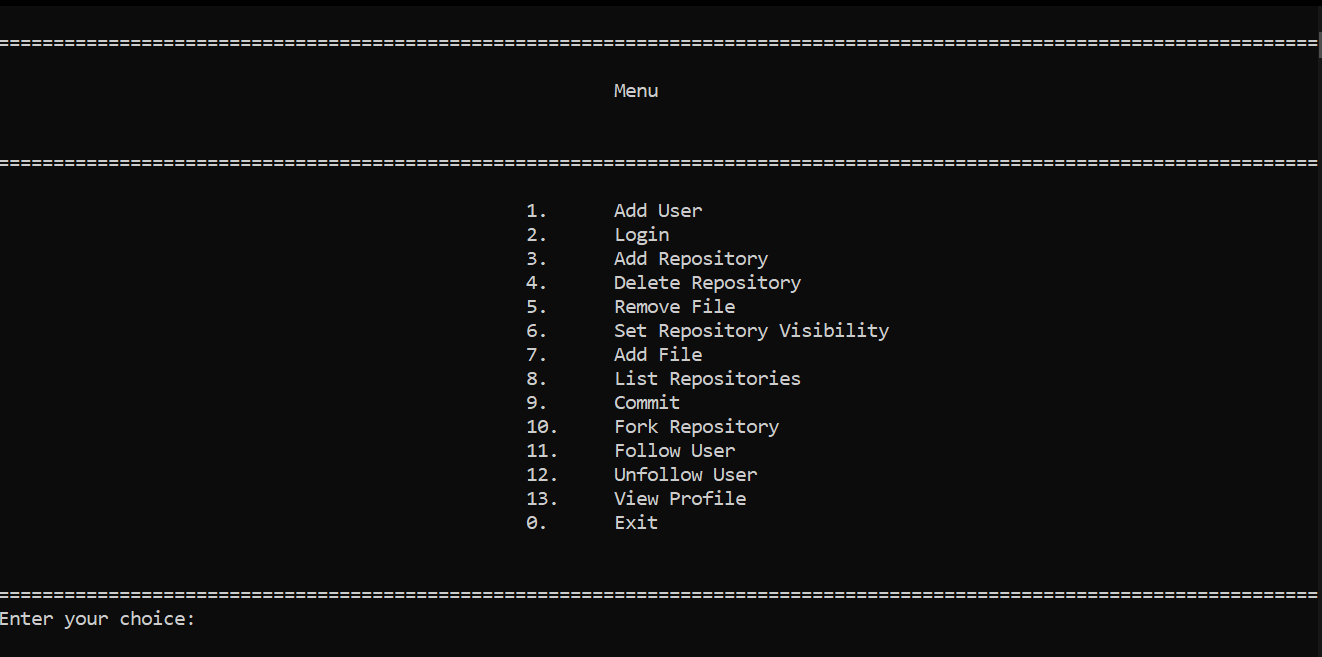 ========================================================================================================================
Menu
========================================================================================================================
1. Add User
2. Login
3. Add Repository
4. Delete Repository
5. Remove File
6. Set Repository Visibility
7. Add File
8. List Repositories
9. Commit
10. Fork Repository
11. Follow User
12. Unfollow User
13. View Profile
0. Exit
========================================================================================================================
Enter your choice: